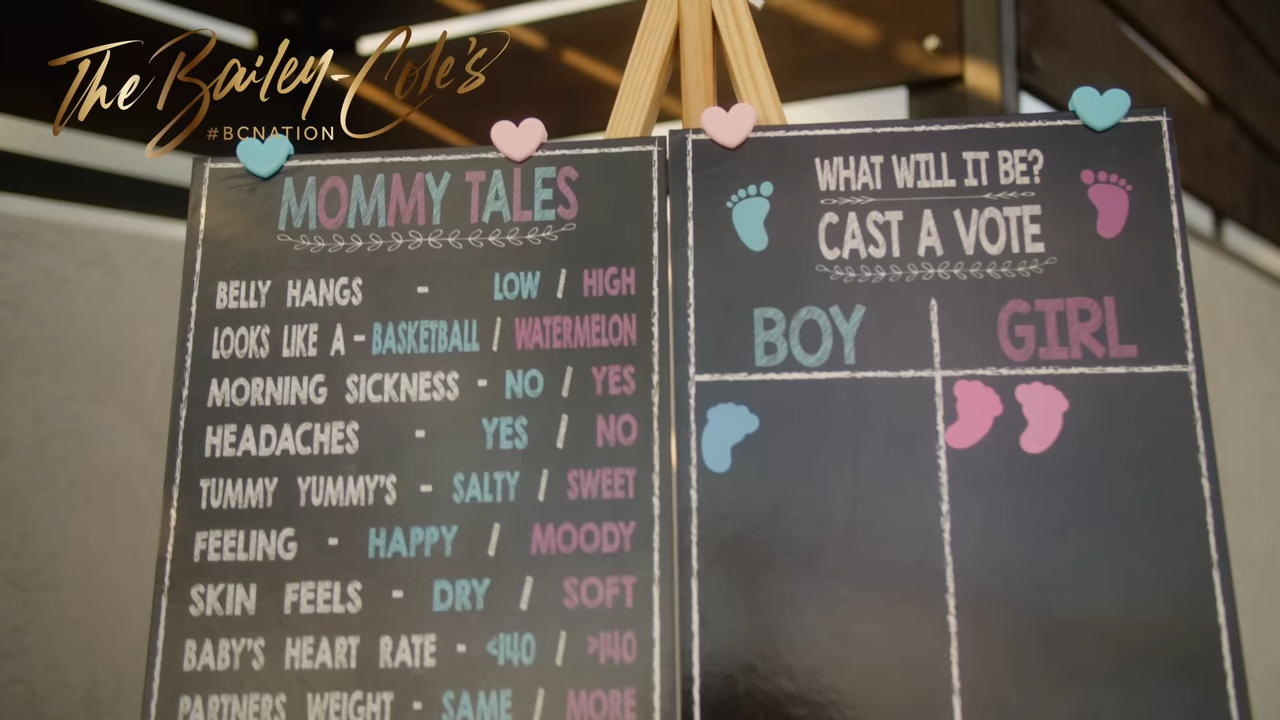 The Bailey-Cole's
#BCNATION
MOMMY TALES
BELLY HANGS - LOW / HIGH
LOOKS LIKE A - BASKETBALL / WATERMELON
MORNING SICKNESS - NO / YES
HEADACHES - YES / NO
TUMMY YUMMY'S - SALTY / SWEET
FEELING - HAPPY / MOODY
SKIN FEELS - DRY / SOFT
BABY'S HEART RATE - <140 / >140
PARTNERS WEIGHT - SAME / MORE
WHAT WILL IT BE?
CAST A VOTE
BOY GIRL